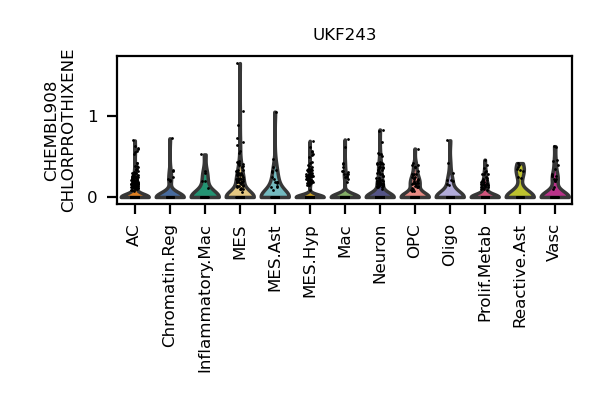 UKF243
CHEMBL908
CHLORPROTHIXENE
1
0
AC
Chromatin.Reg
Inflammatory.Mac
MES
MES.Ast
MES.Hyp
Mac
Neuron
OPC
Oligo
Prolif.Metab
Reactive.Ast
Vasc